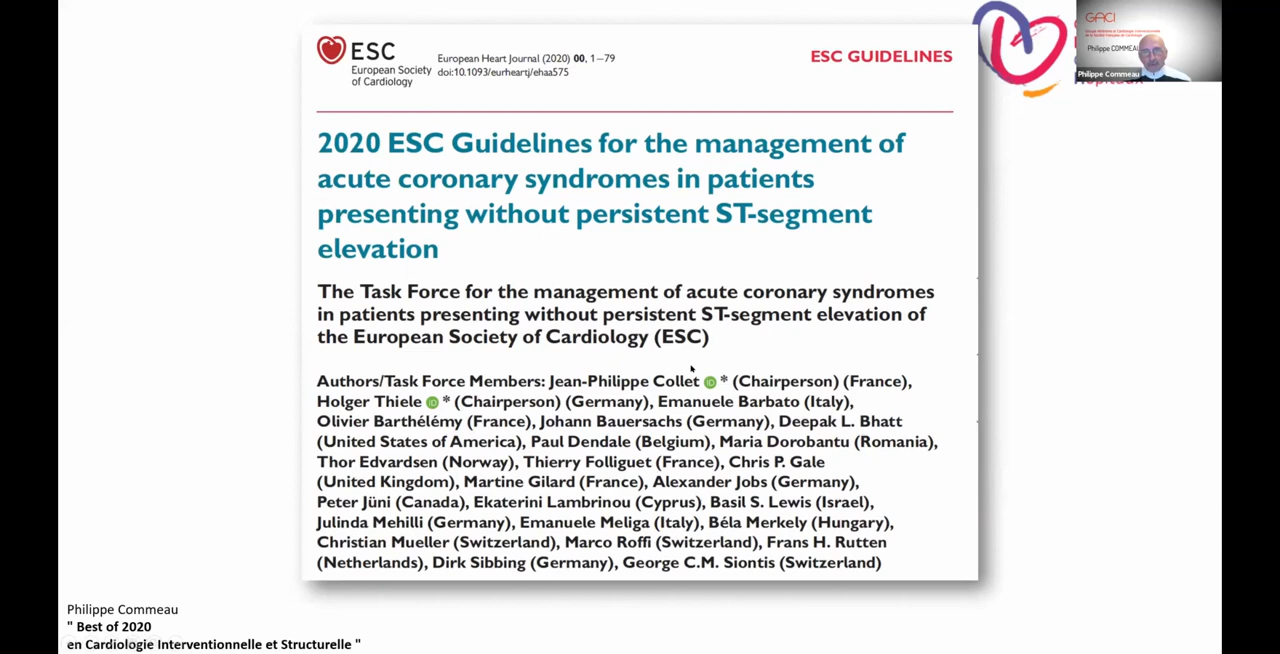 ESC
European Society
of Cardiology
European Heart Journal (2020) 00, 1–79
doi:10.1093/eurheartj/ehaa575
ESC GUIDELINES
GACI
Philippe COMMEAU
Philippe Commeau
2020 ESC Guidelines for the management of
acute coronary syndromes in patients
presenting without persistent ST-segment
elevation
The Task Force for the management of acute coronary syndromes
in patients presenting without persistent ST-segment elevation of
the European Society of Cardiology (ESC)
Authors/Task Force Members: Jean-Philippe Collet iD * (Chairperson) (France),
Holger Thiele iD * (Chairperson) (Germany), Emanuele Barbato (Italy),
Olivier Barthélémy (France), Johann Bauersachs (Germany), Deepak L. Bhatt
(United States of America), Paul Dendale (Belgium), Maria Dorobantu (Romania),
Thor Edvardsen (Norway), Thierry Folliguet (France), Chris P. Gale
(United Kingdom), Martine Gilard (France), Alexander Jobs (Germany),
Peter Jüni (Canada), Ekaterini Lambrinou (Cyprus), Basil S. Lewis (Israel),
Julinda Mehilli (Germany), Emanuele Meliga (Italy), Béla Merkely (Hungary),
Christian Mueller (Switzerland), Marco Roffi (Switzerland), Frans H. Rutten
(Netherlands), Dirk Sibbing (Germany), George C.M. Siontis (Switzerland)
Philippe Commeau
" Best of 2020
en Cardiologie Interventionnelle et Structurelle "